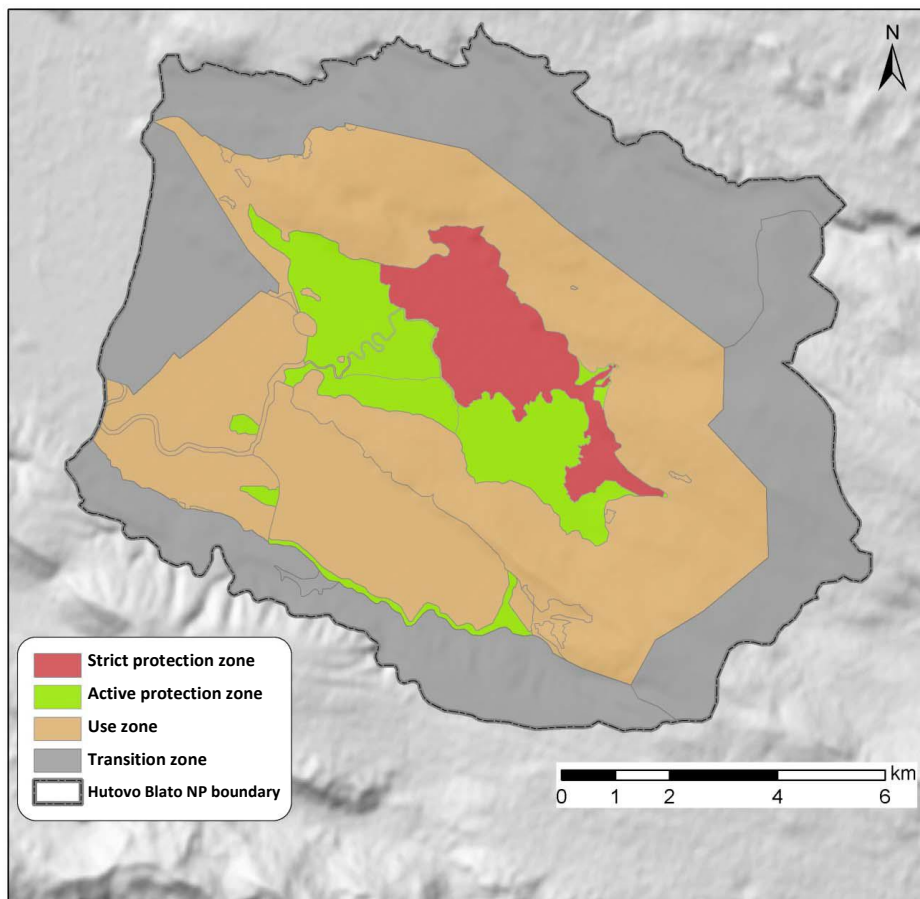 N
Strict protection zone
Active protection zone
Use zone
Transition zone
Hutovo Blato NP boundary
km
0 1 2 4 6